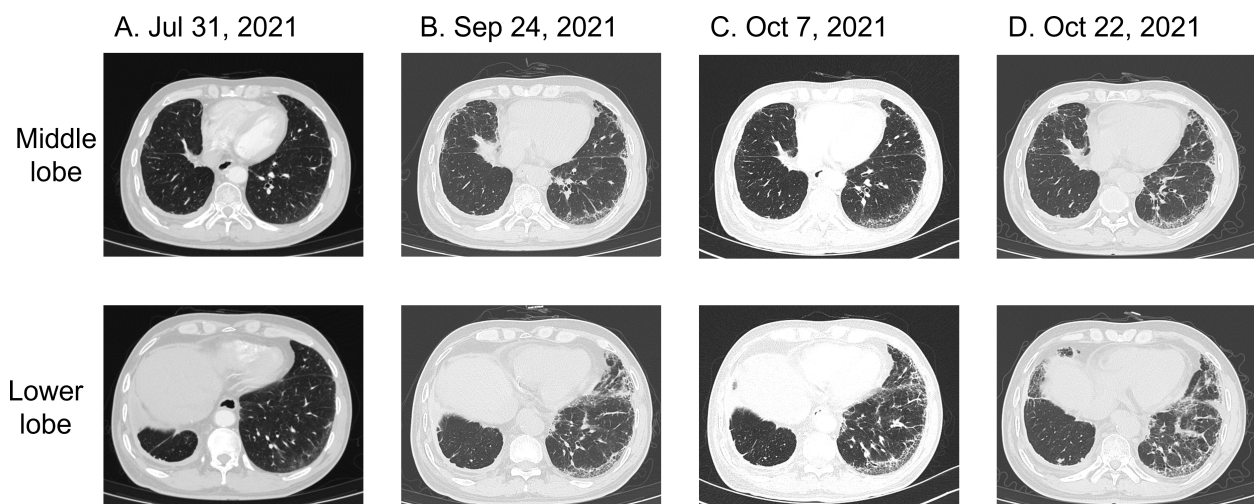 A. Jul 31, 2021
B. Sep 24, 2021
C. Oct 7, 2021
D. Oct 22, 2021
Middle
lobe
Lower
lobe